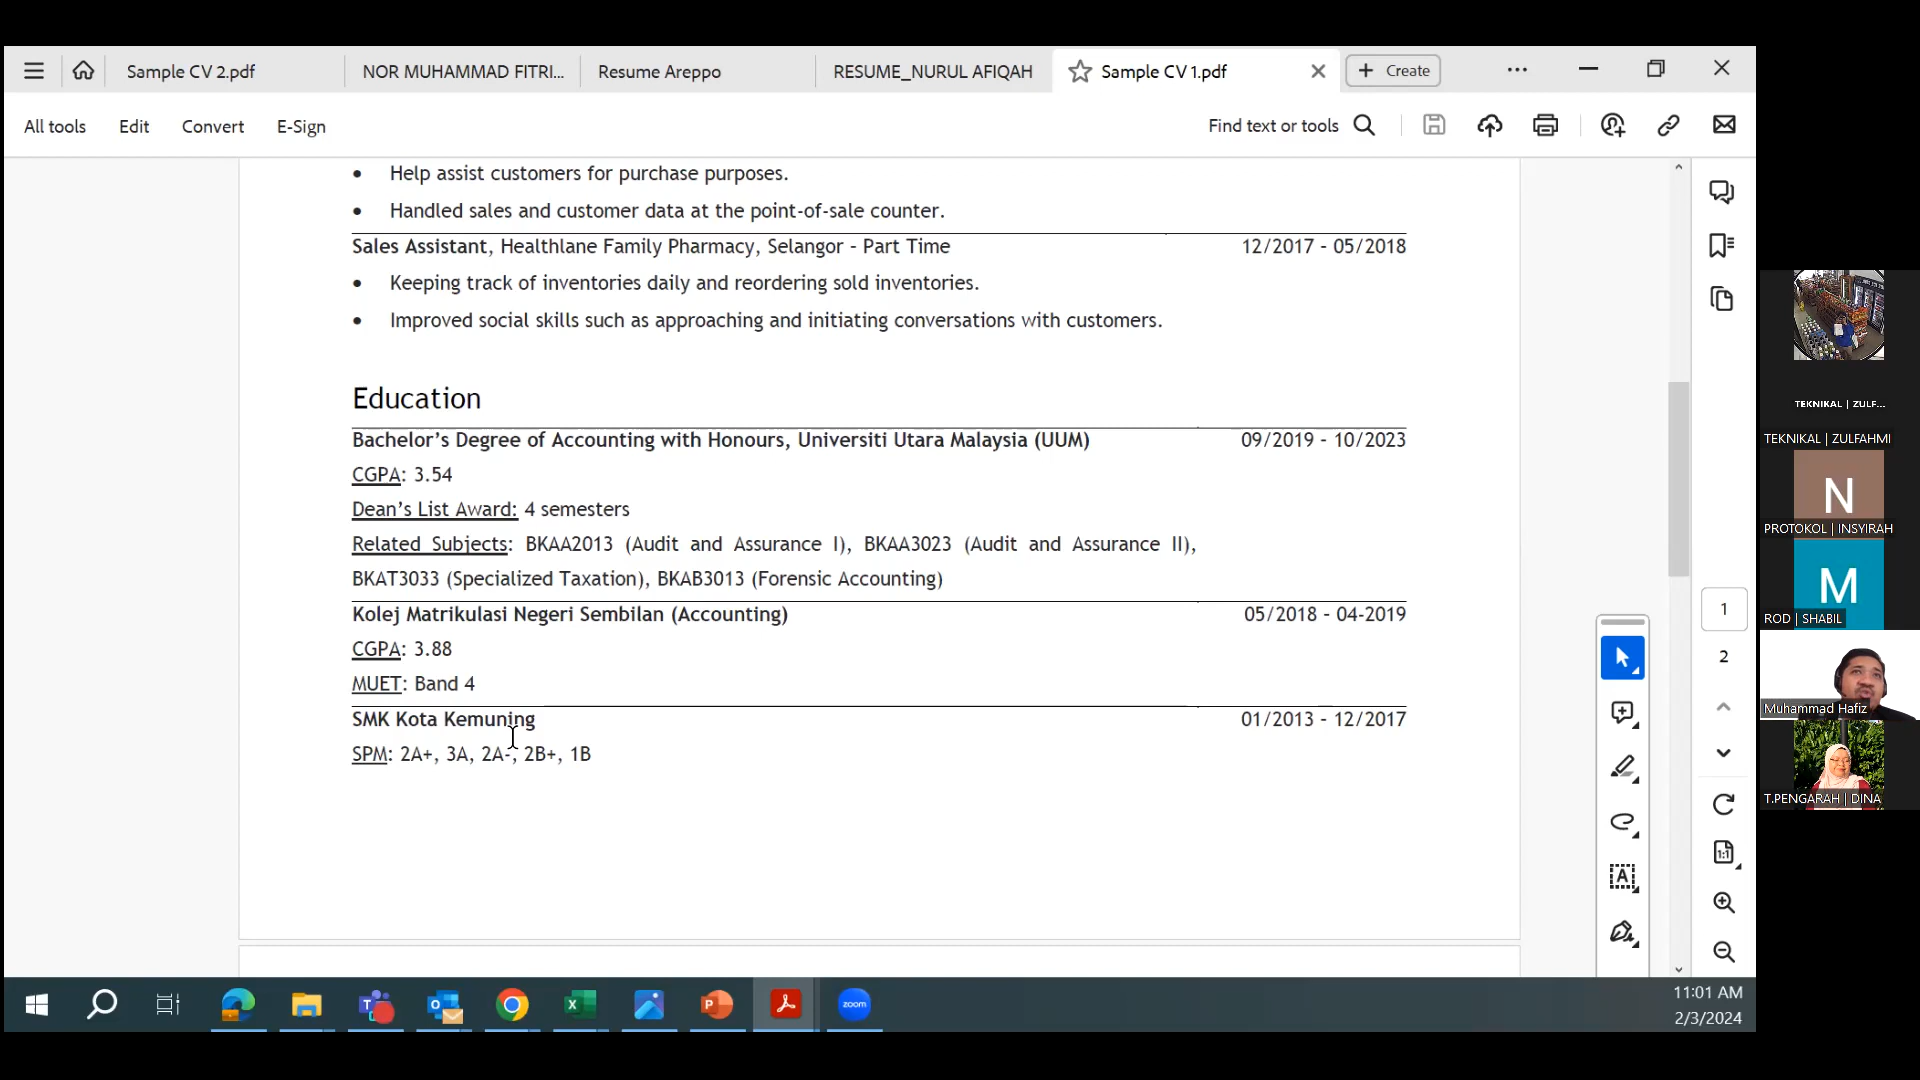 Sample CV 2.pdf
NOR MUHAMMAD FITRI...
Resume Areppo
RESUME_NURUL AFIQAH
Sample CV 1.pdf
Create
All tools
Edit
Convert
E-Sign
Find text or tools
• Help assist customers for purchase purposes.
• Handled sales and customer data at the point-of-sale counter.
Sales Assistant, Healthlane Family Pharmacy, Selangor - Part Time 12/2017 - 05/2018
• Keeping track of inventories daily and reordering sold inventories.
• Improved social skills such as approaching and initiating conversations with customers.
Education
Bachelor's Degree of Accounting with Honours, Universiti Utara Malaysia (UUM) 09/2019 - 10/2023
CGPA: 3.54
Dean's List Award: 4 semesters
Related Subjects: BKAA2013 (Audit and Assurance I), BKAA3023 (Audit and Assurance II),
BKAT3033 (Specialized Taxation), BKAB3013 (Forensic Accounting)
Kolej Matrikulasi Negeri Sembilan (Accounting) 05/2018 - 04-2019
CGPA: 3.88
MUET: Band 4
SMK Kota Kemuning 01/2013 - 12/2017
SPM: 2A+, 3A, 2A-, 2B+, 1B
1
2
1:1
zoom
11:01 AM
2/3/2024
TEKNIKAL | ZULF...
TEKNIKAL | ZULFAHMI
N
PROTOKOL | INSYIRAH
M
ROD | SHABIL
Muhammad Hafiz
T.PENGARAH | DINA